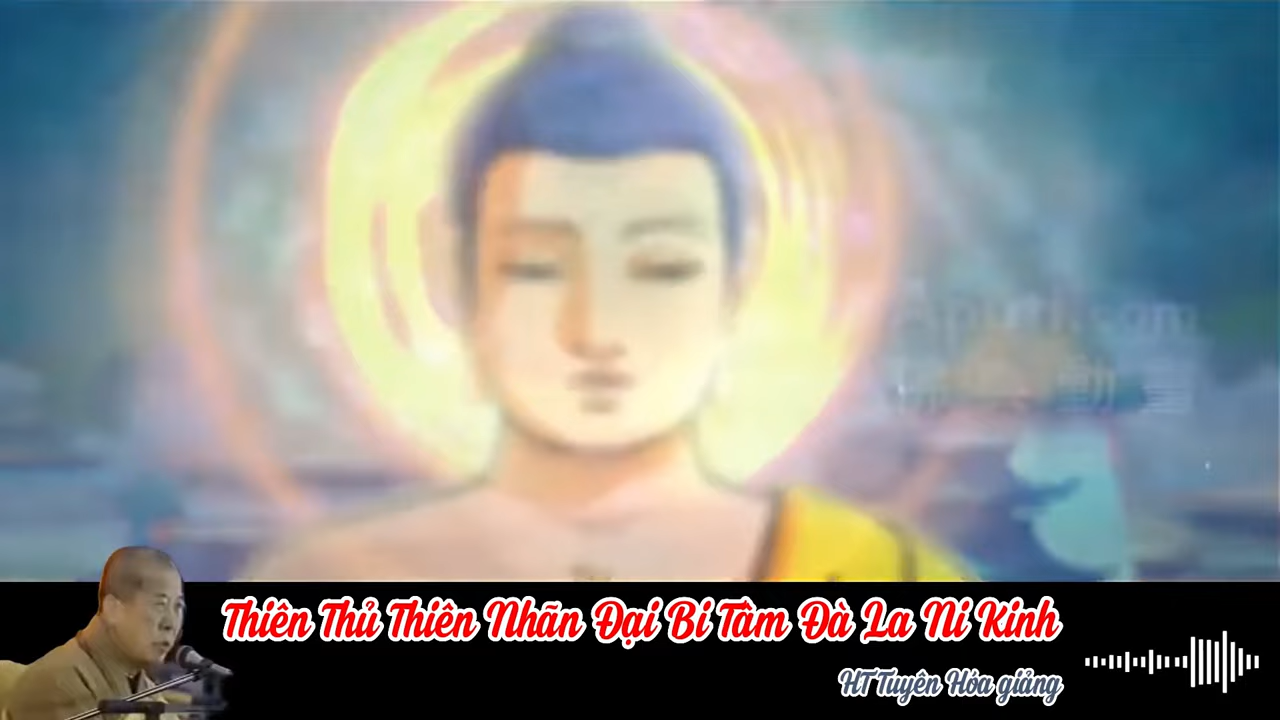 Thiên Thủ Thiên Nhãn Đại Bi Tâm Đà La Ni Kinh
HT Tuyên Hóa giảng